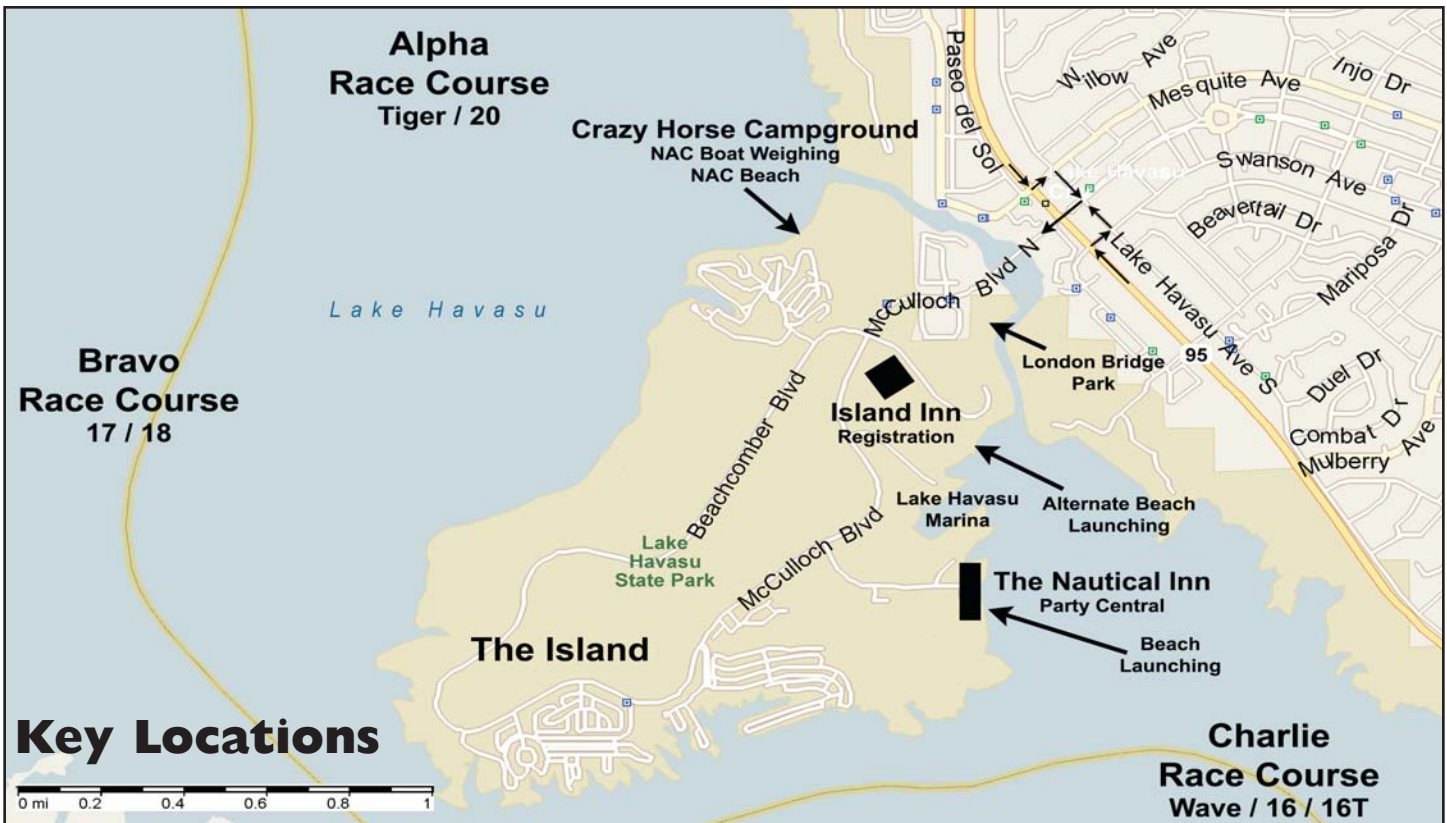 Alpha
Race Course
Tiger / 20
Crazy Horse Campground
NAC Boat Weighing
NAC Beach
Paseo del Sol
Willow Ave
Mesquite Ave
Injo Dr
Swanson Ave
Beavertail Dr
Mariposa Dr
Lake Havasu
Lake Havasu Ave S
95
Duel Dr
Combat Dr
Mulberry Ave
McCulloch Blvd N
London Bridge
Park
Lake Havasu
Bravo
Race Course
17 / 18
Island Inn
Registration
Beachcomber Blvd
Lake Havasu
Marina
Alternate Beach
Launching
McCulloch Blvd
Lake
Havasu
State Park
The Nautical Inn
Party Central
Beach
Launching
The Island
Key Locations
0 mi 0.2 0.4 0.6 0.8 1
Charlie
Race Course
Wave / 16 / 16T